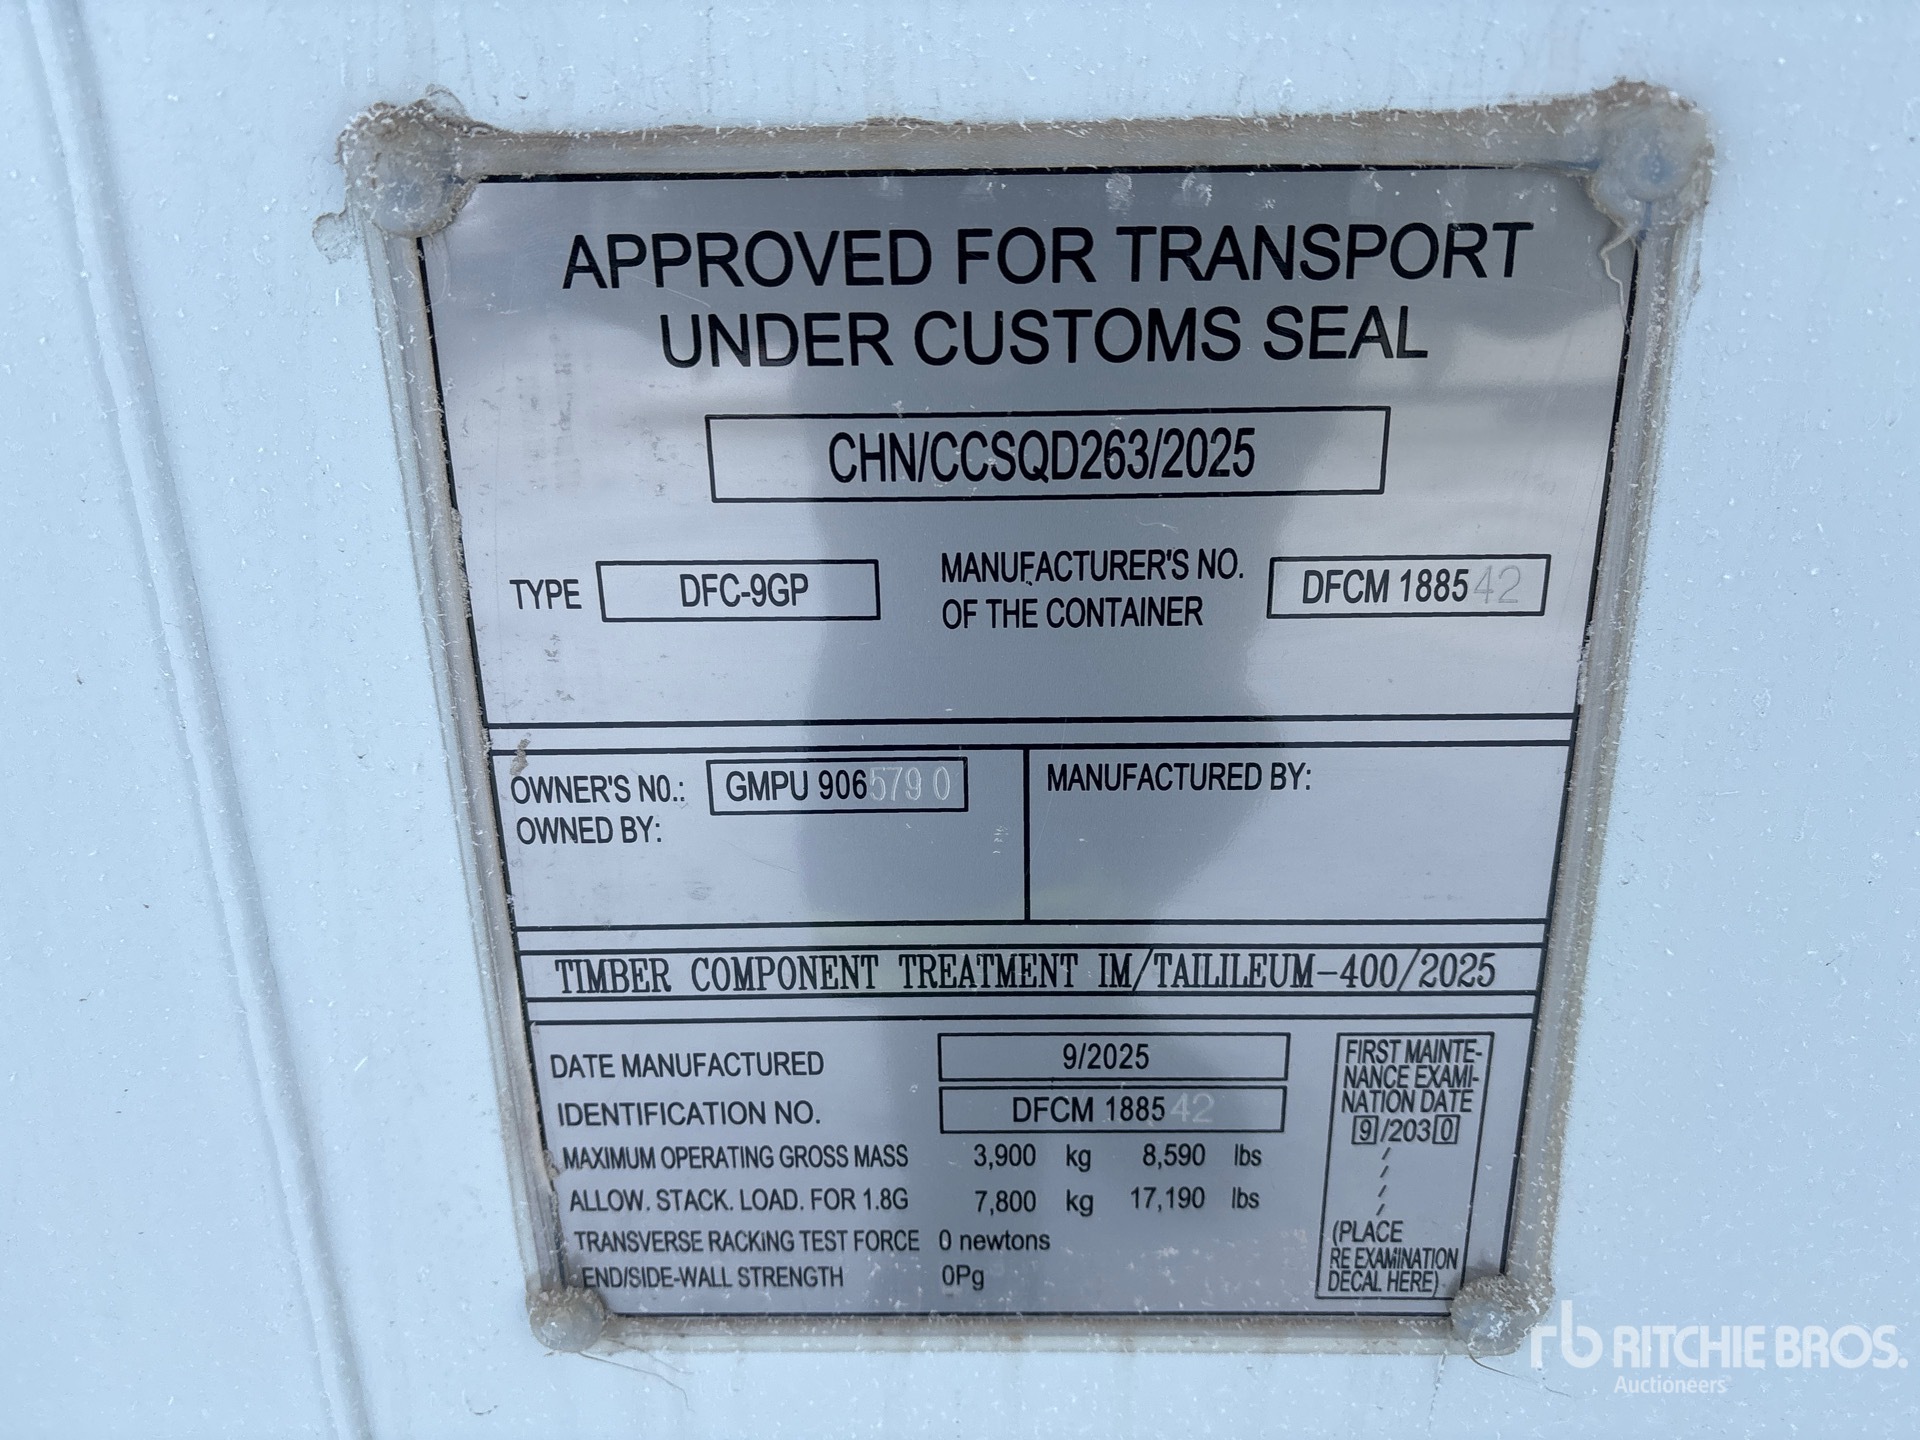 APPROVED FOR TRANSPORT
UNDER CUSTOMS SEAL
CHN/CCSQD263/2025
TYPE DFC-9GP
MANUFACTURER'S NO.
OF THE CONTAINER
DFCM 188542
OWNER'S NO.: GMPU 9065790
OWNED BY:
MANUFACTURED BY:
TIMBER COMPONENT TREATMENT IM/TAILILEUM-400/2025
DATE MANUFACTURED 9/2025
IDENTIFICATION NO. DFCM 188542
MAXIMUM OPERATING GROSS MASS 3,900 kg 8,590 lbs
ALLOW. STACK. LOAD. FOR 1.8G 7,800 kg 17,190 lbs
TRANSVERSE RACKING TEST FORCE 0 newtons
END/SIDE-WALL STRENGTH 0Pg
FIRST MAINTE-
NANCE EXAMI-
NATION DATE
9/2030
/
/
/
(PLACE
RE EXAMINATION
DECAL HERE)
rb RITCHIE BROS.
Auctioneers